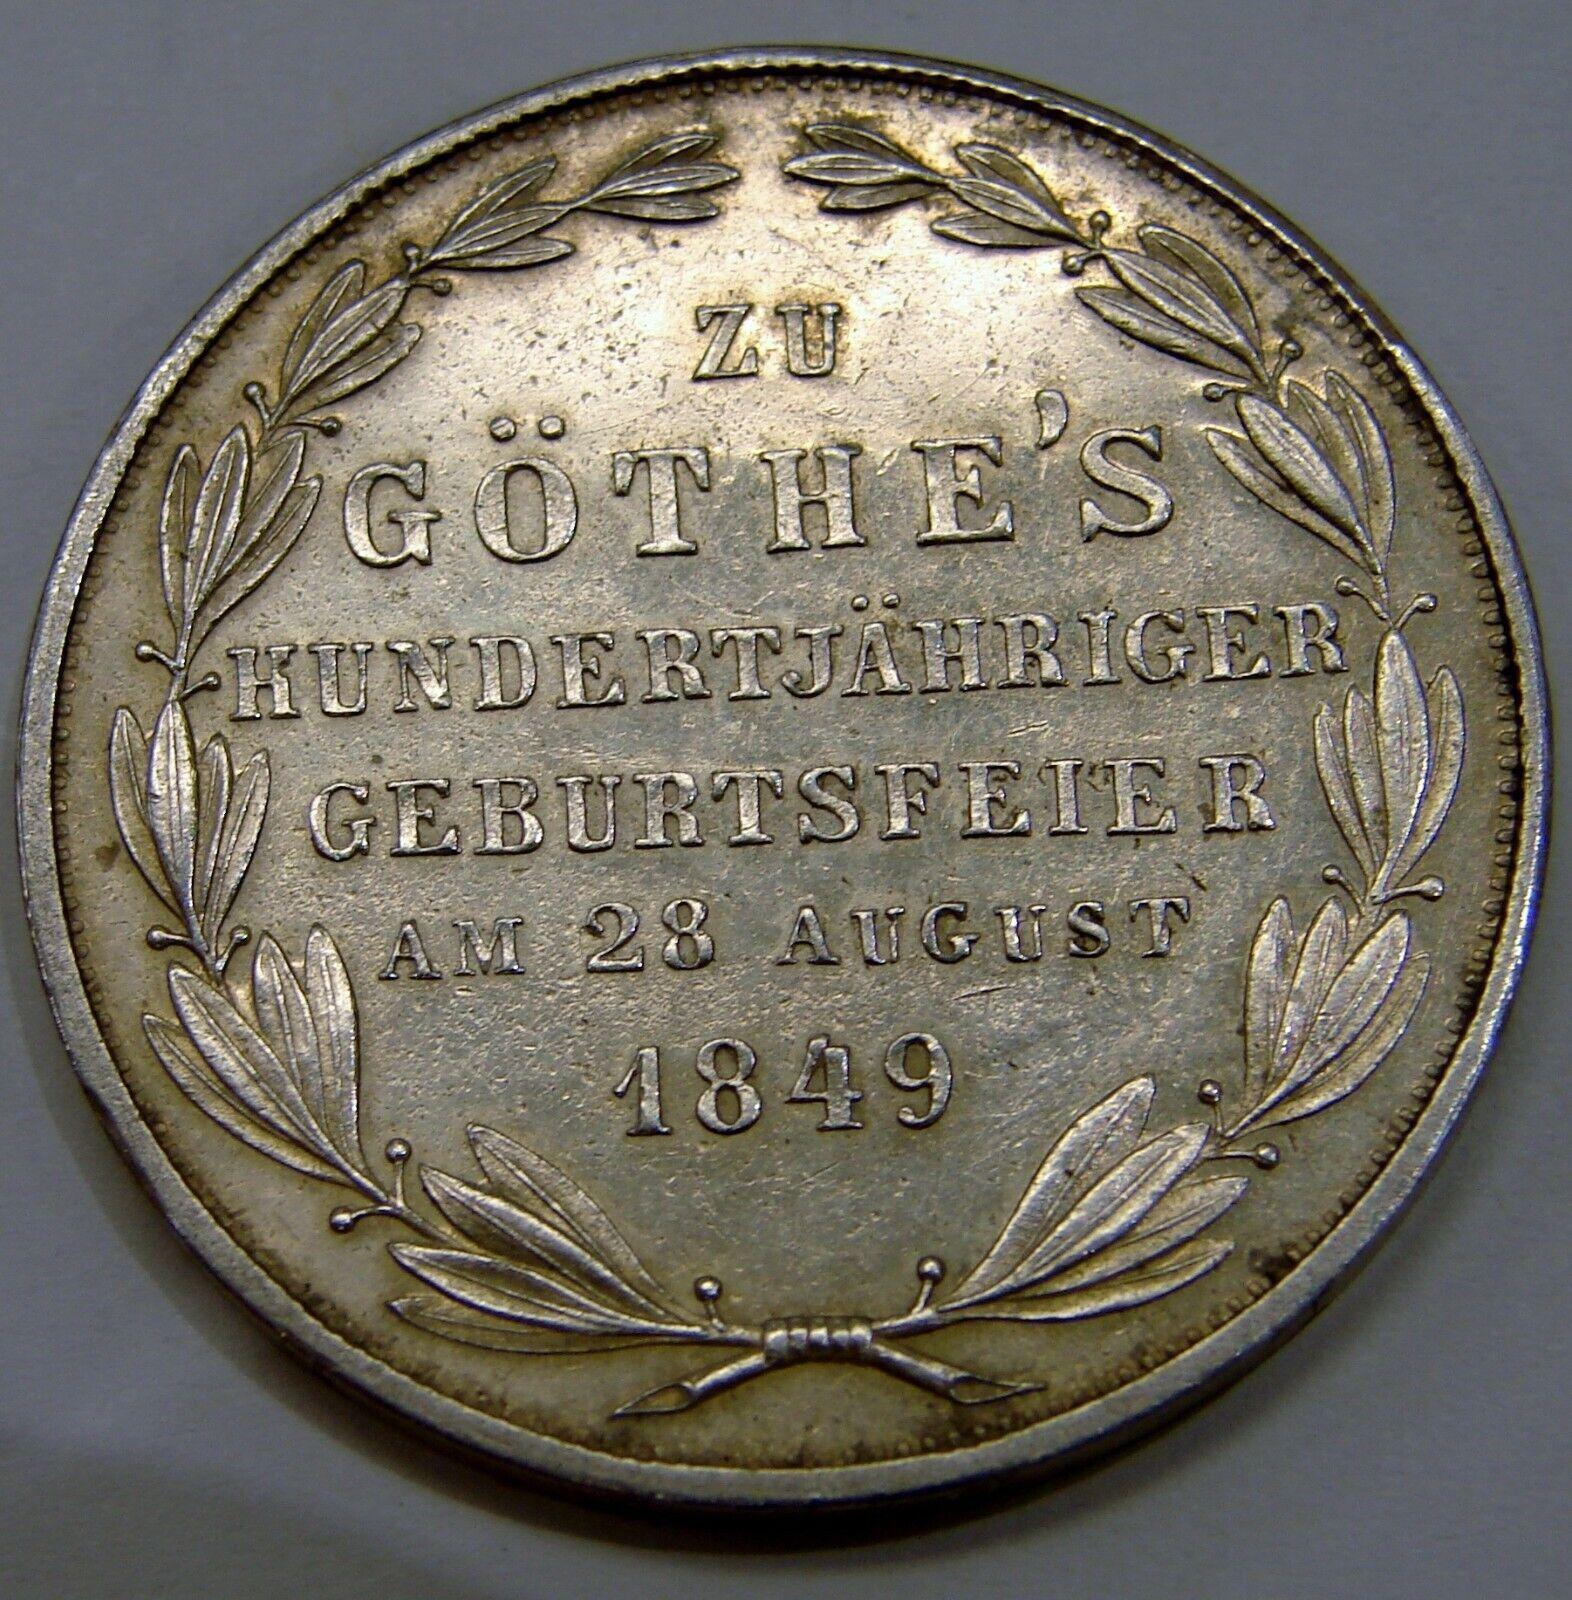 ZU
GÖTHE'S
HUNDERTJÄHRIGER
GEBURTSFEIER
AM 28 AUGUST
1849